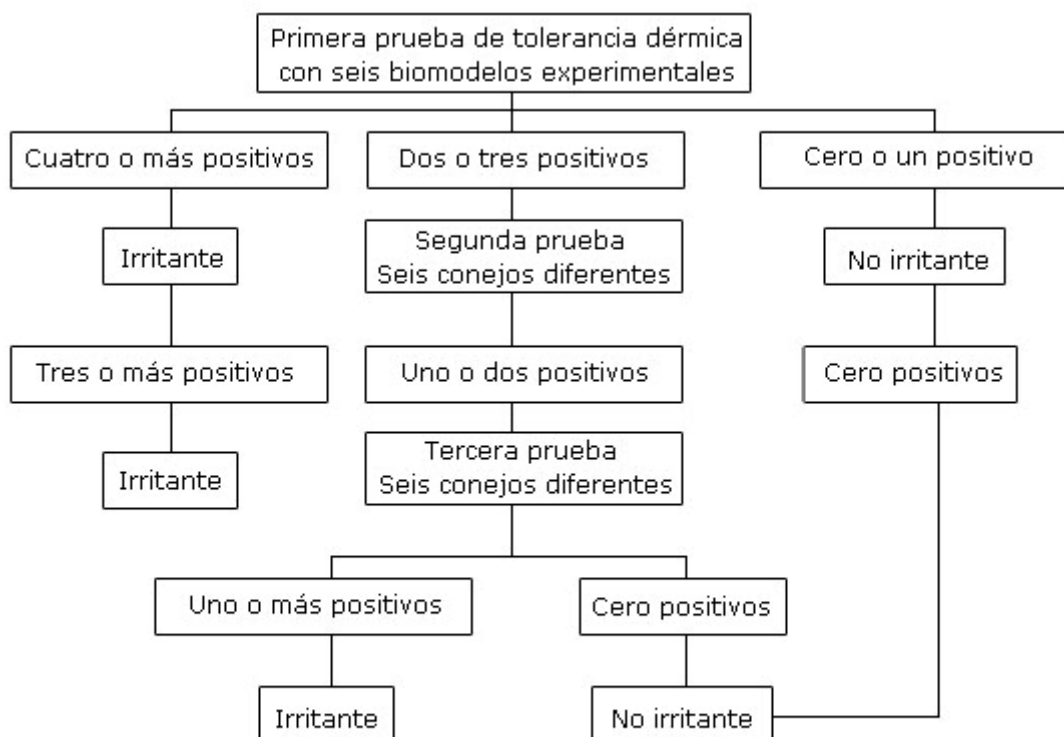 Primera prueba de tolerancia dérmica
con seis biomodelos experimentales
Cuatro o más positivos
Dos o tres positivos
Cero o un positivo
Irritante
Segunda prueba
Seis conejos diferentes
No irritante
Tres o más positivos
Uno o dos positivos
Cero positivos
Irritante
Tercera prueba
Seis conejos diferentes
Uno o más positivos
Cero positivos
Irritante
No irritante